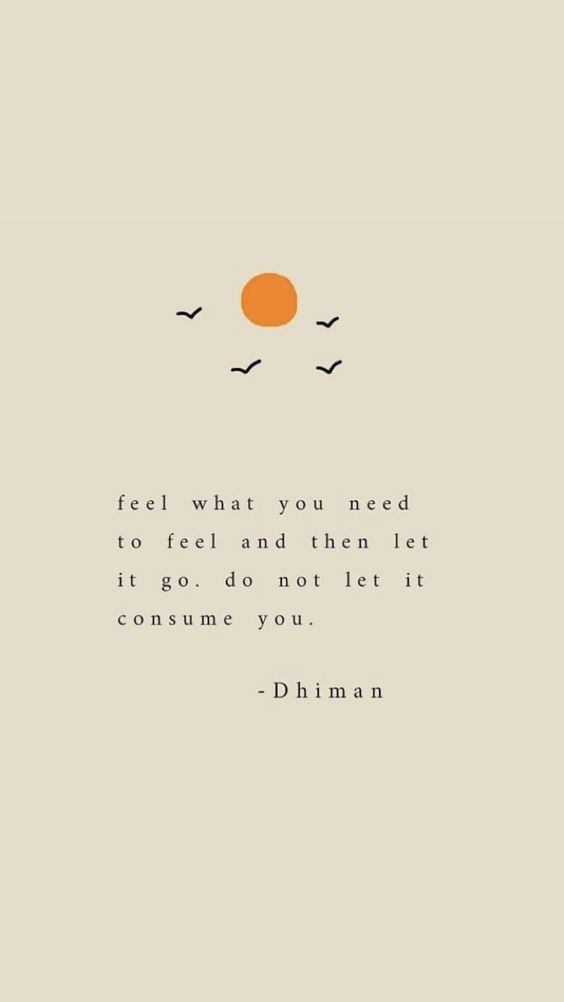 feel what you need
to feel and then let
it go. do not let it
consume you.
-Dhiman